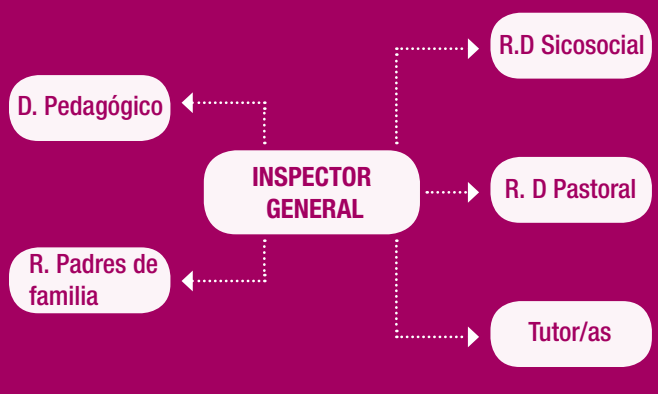 R.D Sicosocial
D. Pedagógico
INSPECTOR
GENERAL
R. D Pastoral
R. Padres de
familia
Tutor/as